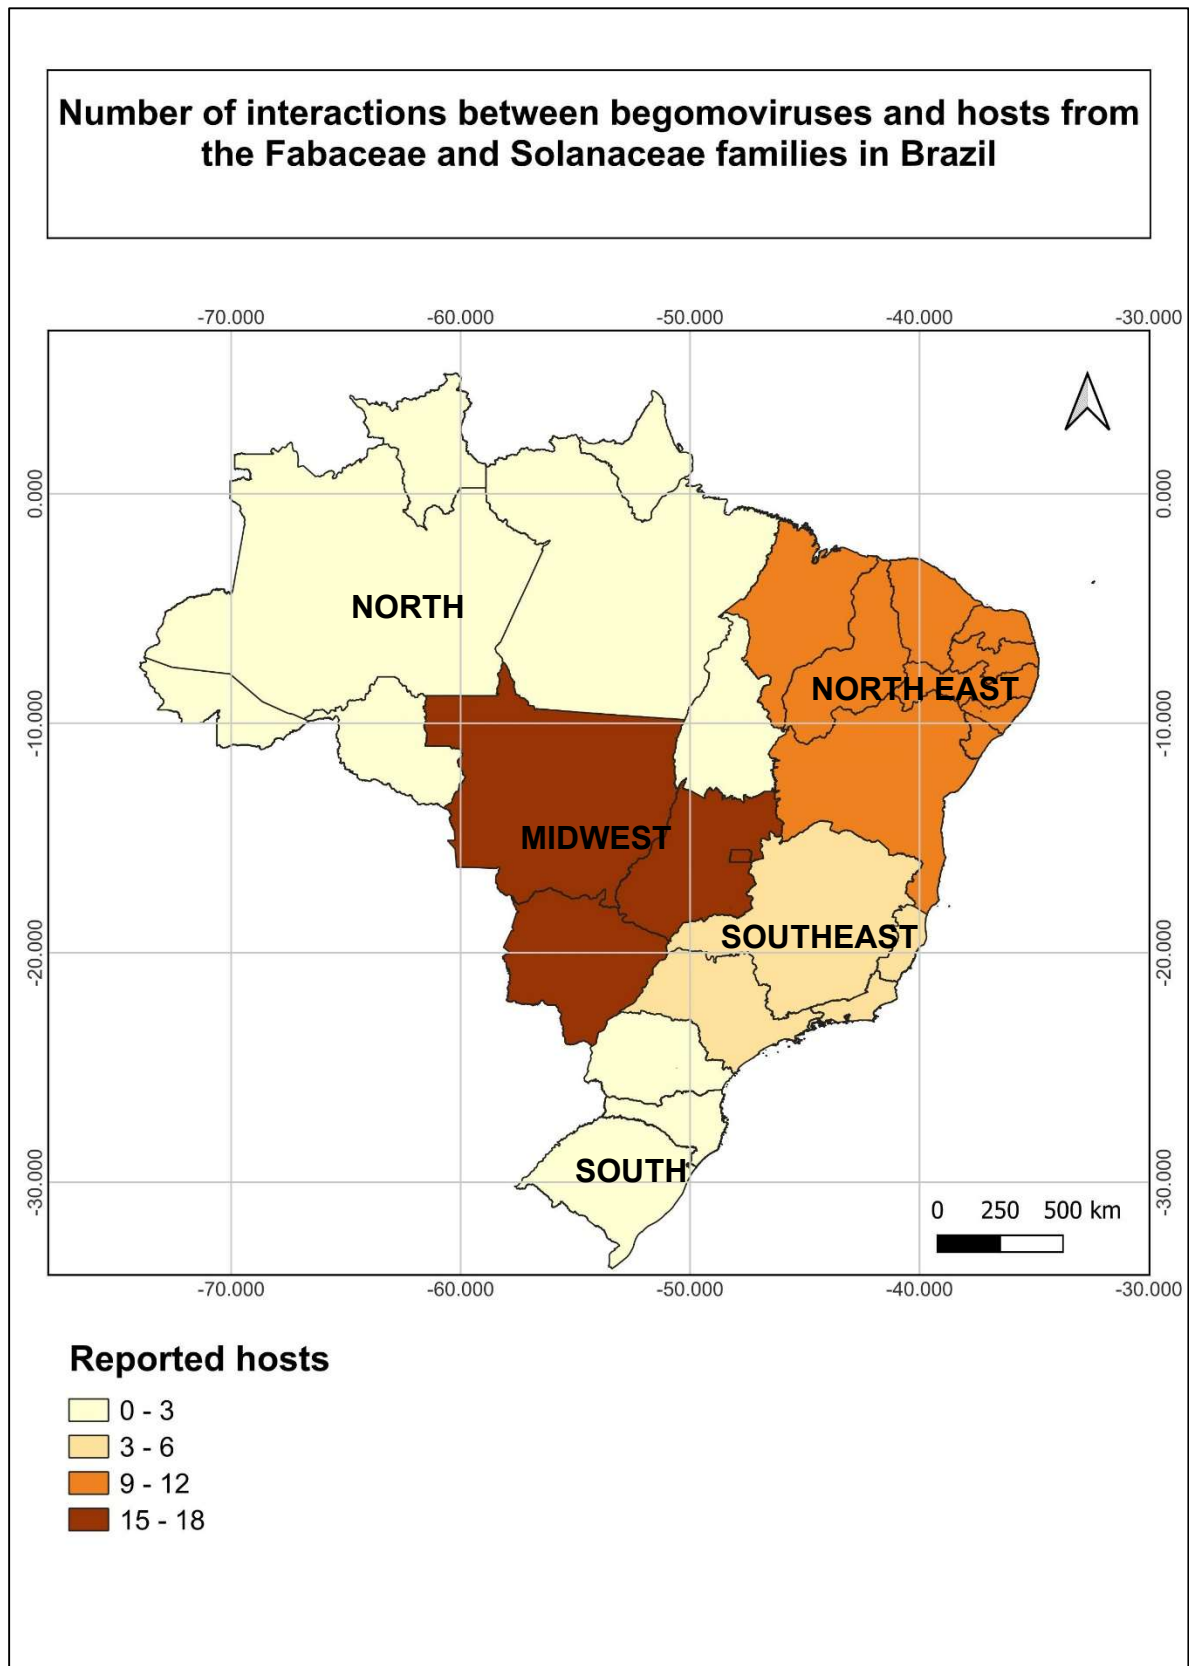 Number of interactions between begomoviruses and hosts from
the Fabaceae and Solanaceae families in Brazil
-70.000 -60.000 -50.000 -40.000 -30.000
0.000 0.000
NORTH
NORTH EAST
-10.000 -10.000
MIDWEST
SOUTHEAST
-20.000 -20.000
SOUTH
-30.000 -30.000
0 250 500 km
-70.000 -60.000 -50.000 -40.000 -30.000
Reported hosts
0 - 3
3 - 6
9 - 12
15 - 18